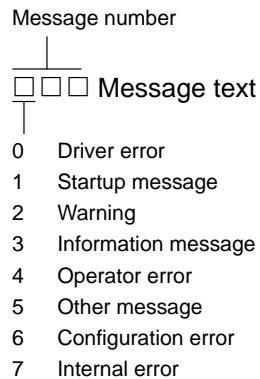 Message number
□□□ Message text
0 Driver error
1 Startup message
2 Warning
3 Information message
4 Operator error
5 Other message
6 Configuration error
7 Internal error